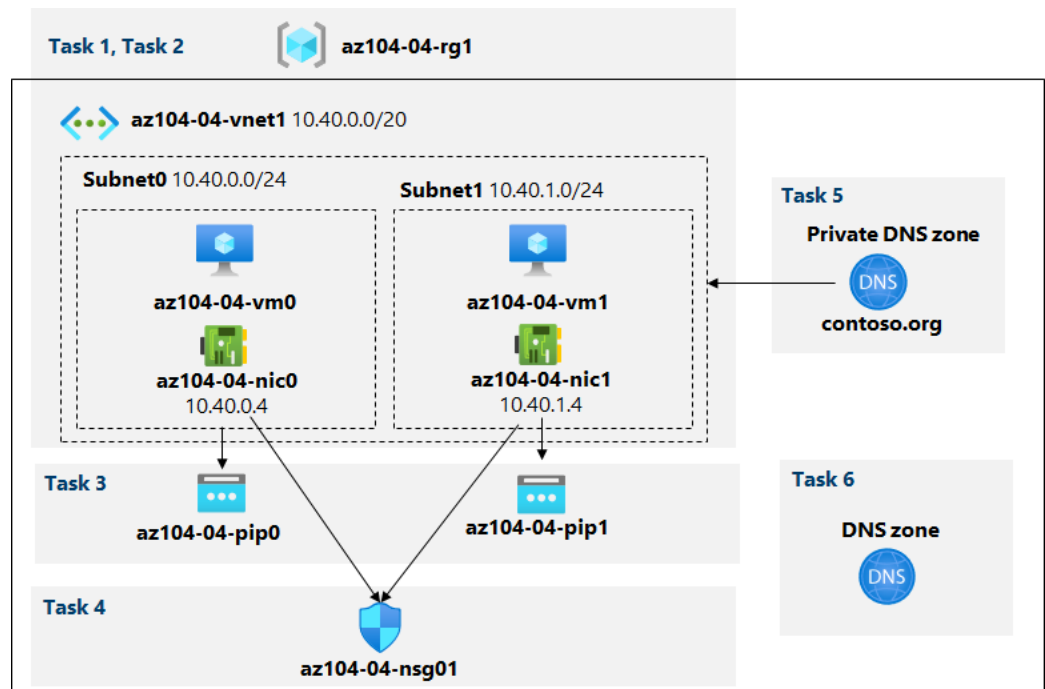 Task 1, Task 2
az104-04-rg1
az104-04-vnet1 10.40.0.0/20
Subnet0 10.40.0.0/24
Subnet1 10.40.1.0/24
az104-04-vm0
az104-04-vm1
az104-04-nic0
10.40.0.4
az104-04-nic1
10.40.1.4
Task 5
Private DNS zone
DNS
contoso.org
Task 3
az104-04-pip0
az104-04-pip1
Task 6
DNS zone
DNS
Task 4
az104-04-nsg01